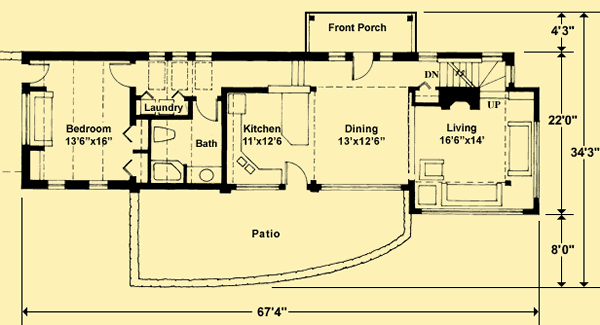 Front Porch
4'3"
DN
UP
Laundry
22'0"
Bedroom
13'6"x16"
Bath
Kitchen
11'x12'6
Dining
13'x12'6"
Living
16'6"x14'
34'3"
Patio
8'0"
67'4"